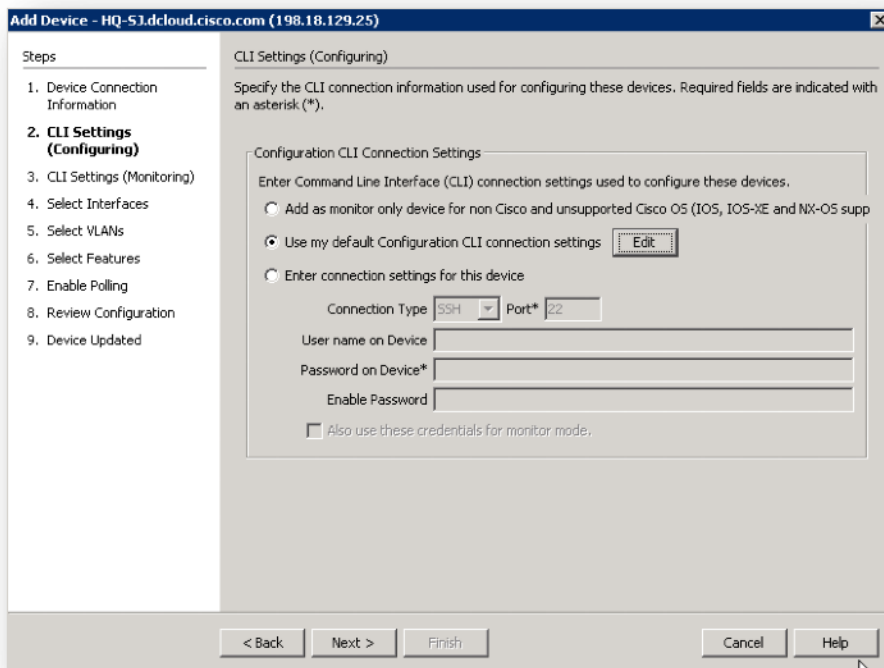 Add Device - HQ-SJ.dcloud.cisco.com (198.18.129.25)
Steps
1. Device Connection
Information
2. CLI Settings
(Configuring)
3. CLI Settings (Monitoring)
4. Select Interfaces
5. Select VLANs
6. Select Features
7. Enable Polling
8. Review Configuration
9. Device Updated
CLI Settings (Configuring)
Specify the CLI connection information used for configuring these devices. Required fields are indicated with
an asterisk (*).
Configuration CLI Connection Settings
Enter Command Line Interface (CLI) connection settings used to configure these devices.
Add as monitor only device for non Cisco and unsupported Cisco OS (IOS, IOS-XE and NX-OS supp
Use my default Configuration CLI connection settings Edit
Enter connection settings for this device
Connection Type SSH Port* 22
User name on Device
Password on Device*
Enable Password
Also use these credentials for monitor mode.
< Back Next > Finish Cancel Help